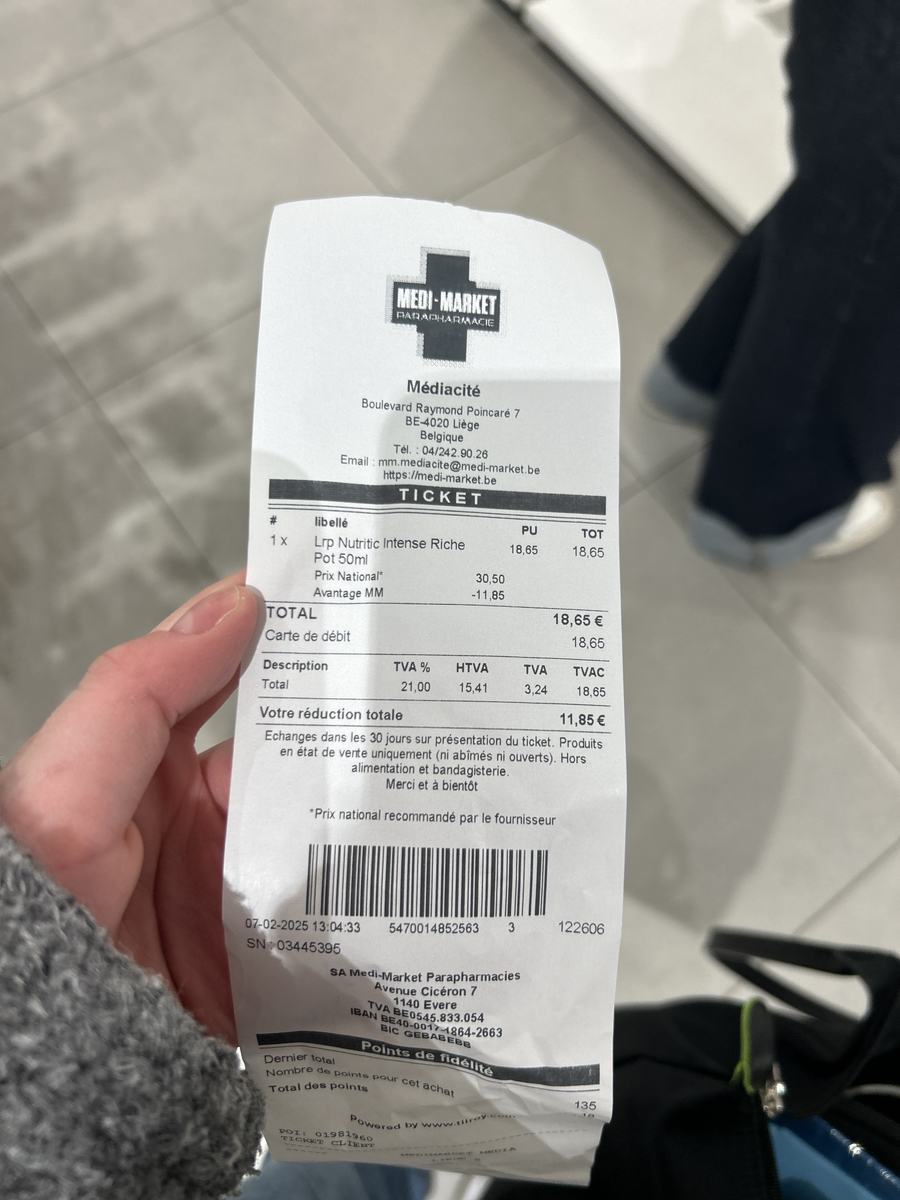 MEDI-MARKET
PARAPHARMACIE
Médiacité
Boulevard Raymond Poincaré 7
BE-4020 Liège
Belgique
Tél. : 04/242.90.26
Email : mm.mediacite@medi-market.be
https://medi-market.be
TICKET
# libellé PU TOT
1 x Lrp Nutritic Intense Riche 18,65 18,65
Pot 50ml
Prix National* 30,50
Avantage MM -11,85
TOTAL 18,65 €
Carte de débit 18,65
Description TVA % HTVA TVA TVAC
Total 21,00 15,41 3,24 18,65
Votre réduction totale 11,85 €
Echanges dans les 30 jours sur présentation du ticket. Produits
en état de vente uniquement (ni abîmés ni ouverts). Hors
alimentation et bandagisterie.
Merci et à bientôt
*Prix national recommandé par le fournisseur
07-02-2025 13:04:33 5470014852563 3 122606
SN : 03445395
SA Medi-Market Parapharmacies
Avenue Cicéron 7
1140 Evere
TVA BE0545.833.054
IBAN BE40-0017-1864-2663
BIC GEBABEBB
Points de fidélité
Dernier total
Nombre de points pour cet achat
Total des points 135
Powered by
POI: 01981960
TICKET CLIENT